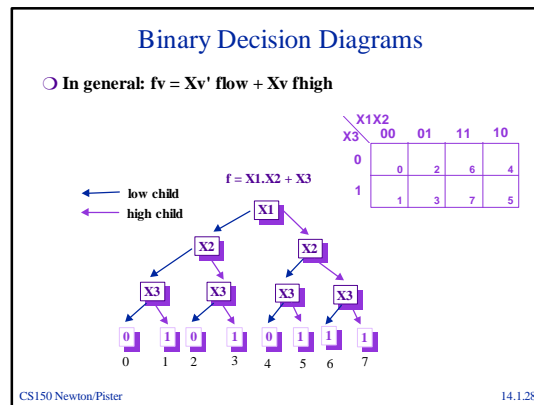 Binary Decision Diagrams
❍ In general: fv = Xv' flow + Xv fhigh
X1X2
X3 00 01 11 10
0 0 2 6 4
1 1 3 7 5
f = X1.X2 + X3
low child
high child
X1
X2 X2
X3 X3 X3 X3
0 1 0 1 0 1 1 1
0 1 2 3 4 5 6 7
CS150 Newton/Pister 14.1.28